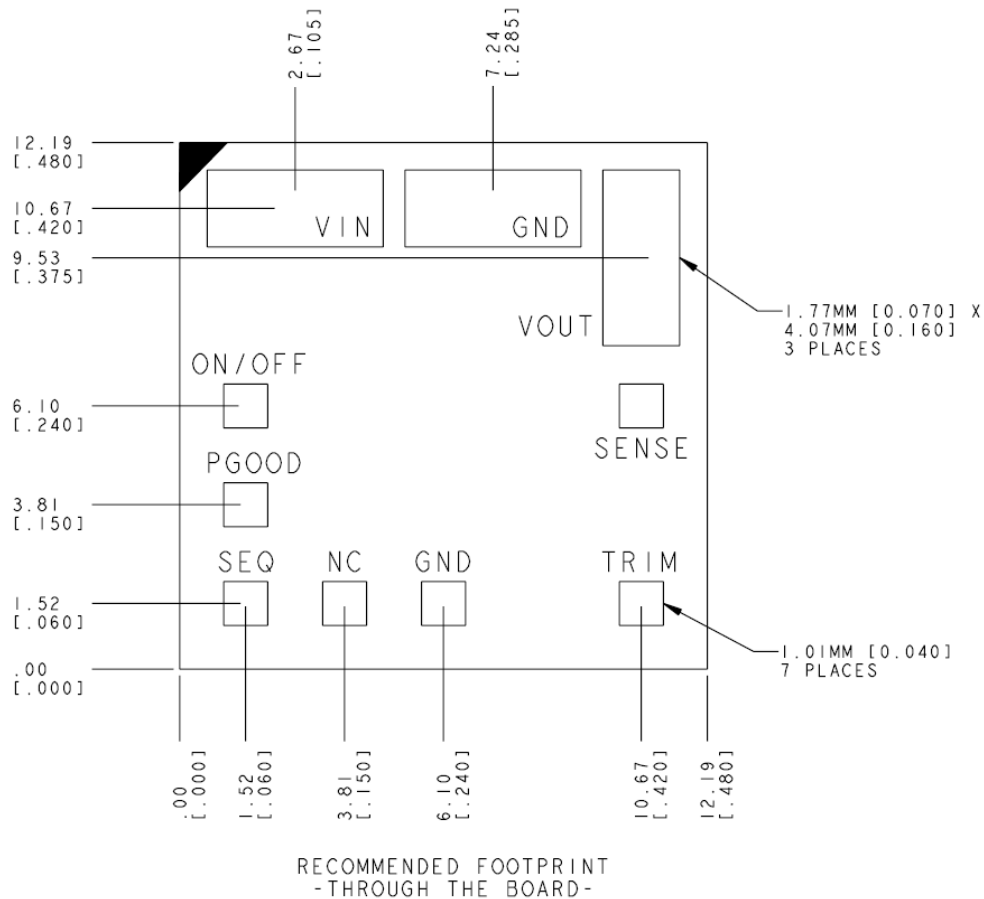 2.67
[.105]
7.24
[.285]
12.19
[.480]
10.67
[.420]
VIN
GND
9.53
[.375]
1.77MM [0.070] X
4.07MM [0.160]
3 PLACES
VOUT
ON/OFF
6.10
[.240]
SENSE
PGOOD
3.81
[.150]
SEQ
NC
GND
TRIM
1.52
[.060]
1.01MM [0.040]
7 PLACES
.00
[.000]
.00
[.000]
1.52
[.060]
3.81
[.150]
6.10
[.240]
10.67
[.420]
12.19
[.480]
RECOMMENDED FOOTPRINT
-THROUGH THE BOARD-